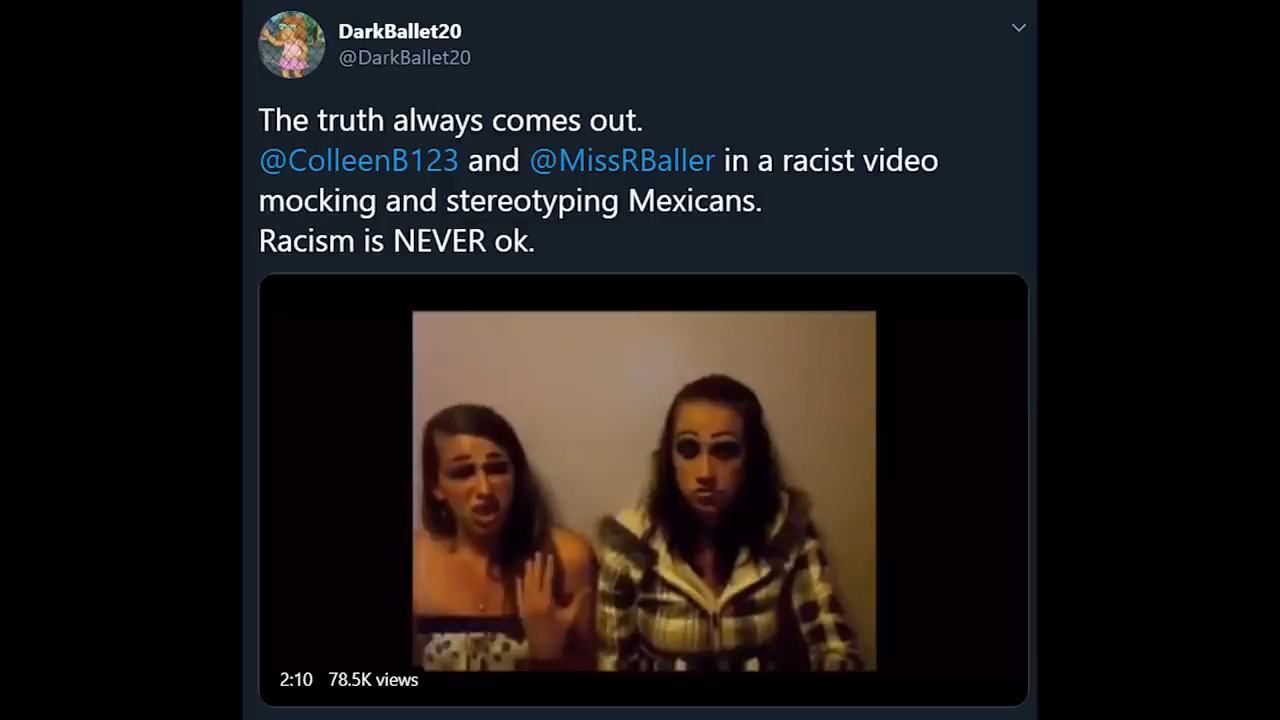 DarkBallet20
@DarkBallet20
The truth always comes out.
@ColleenB123 and @MissRBaller in a racist video
mocking and stereotyping Mexicans.
Racism is NEVER ok.
2:10 78.5K views